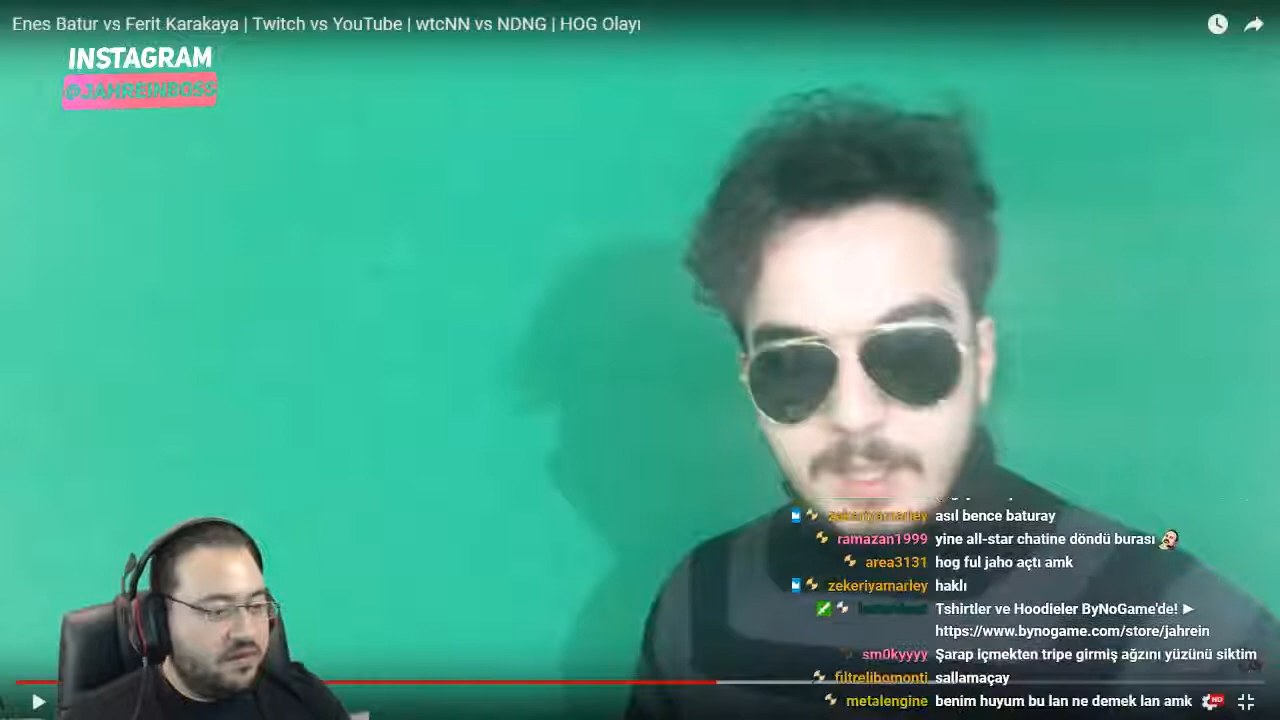 Enes Batur vs Ferit Karakaya | Twitch vs YouTube | wtcNN vs NDNG | HOG Olayı
INSTAGRAM
@JAHREINBOSS
zekeriyamarley asıl bence baturay
ramazan1999 yine all-star chatine döndü burası
area3131 hog ful jaho açtı amk
zekeriyamarley haklı
Tshirtler ve Hoodieler ByNoGame'de! ►
https://www.bynogame.com/store/jahrein
sm0kyyyy Şarap içmekten tripe girmiş ağzını yüzünü siktim
filtrelibomonti sallamaçay
metalengine benim huyum bu lan ne demek lan amk
HD